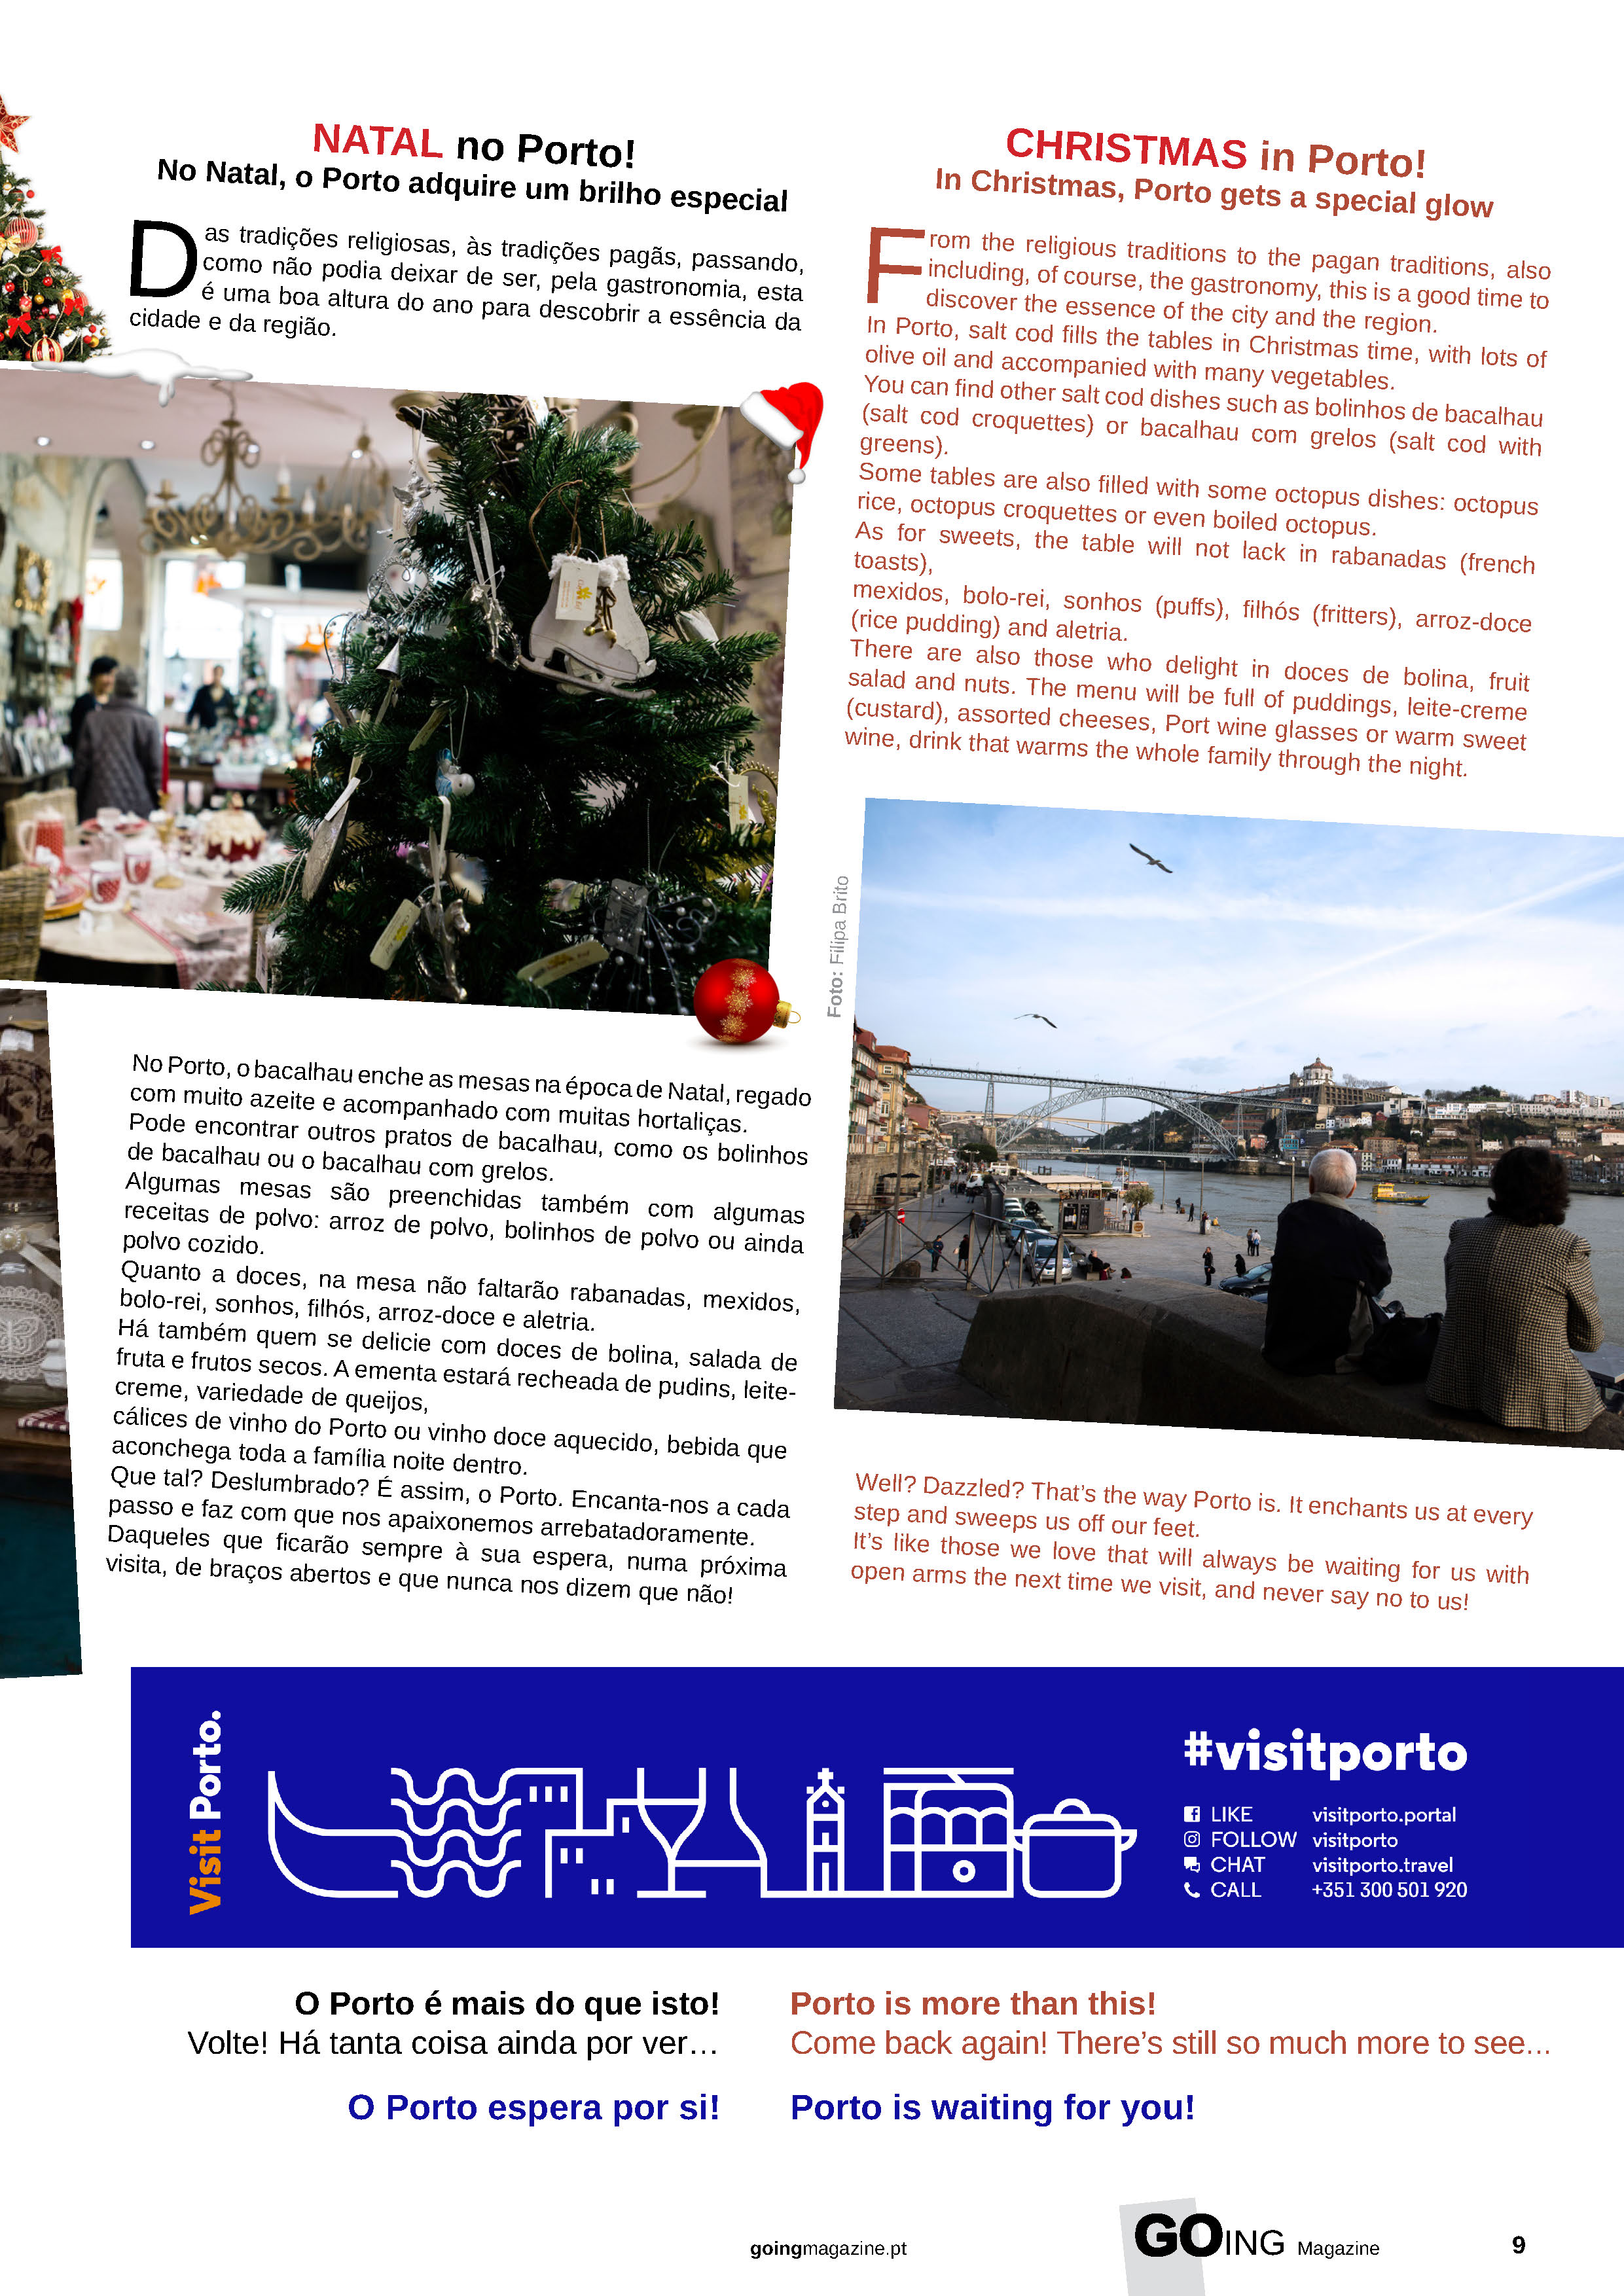 NATAL no Porto!
No Natal, o Porto adquire um brilho especial
Das tradições religiosas, às tradições pagãs, passando,
como não podia deixar de ser, pela gastronomia, esta
é uma boa altura do ano para descobrir a essência da
cidade e da região.
No Porto, o bacalhau enche as mesas na época de Natal, regado
com muito azeite e acompanhado com muitas hortaliças.
Pode encontrar outros pratos de bacalhau, como os bolinhos
de bacalhau ou o bacalhau com grelos.
Algumas mesas são preenchidas também com algumas
receitas de polvo: arroz de polvo, bolinhos de polvo ou ainda
polvo cozido.
Quanto a doces, na mesa não faltarão rabanadas, mexidos,
bolo-rei, sonhos, filhós, arroz-doce e aletria.
Há também quem se delicie com doces de bolina, salada de
fruta e frutos secos. A ementa estará recheada de pudins, leite-
creme, variedade de queijos,
cálices de vinho do Porto ou vinho doce aquecido, bebida que
aconchega toda a família noite dentro.
Que tal? Deslumbrado? É assim, o Porto. Encanta-nos a cada
passo e faz com que nos apaixonemos arrebatadoramente.
Daqueles que ficarão sempre à sua espera, numa próxima
visita, de braços abertos e que nunca nos dizem que não!
CHRISTMAS in Porto!
In Christmas, Porto gets a special glow
From the religious traditions to the pagan traditions, also
including, of course, the gastronomy, this is a good time to
discover the essence of the city and the region.
In Porto, salt cod fills the tables in Christmas time, with lots of
olive oil and accompanied with many vegetables.
You can find other salt cod dishes such as bolinhos de bacalhau
(salt cod croquettes) or bacalhau com grelos (salt cod with
greens).
Some tables are also filled with some octopus dishes: octopus
rice, octopus croquettes or even boiled octopus.
As for sweets, the table will not lack in rabanadas (french
toasts),
mexidos, bolo-rei, sonhos (puffs), filhós (fritters), arroz-doce
(rice pudding) and aletria.
There are also those who delight in doces de bolina, fruit
salad and nuts. The menu will be full of puddings, leite-creme
(custard), assorted cheeses, Port wine glasses or warm sweet
wine, drink that warms the whole family through the night.
Foto: Filipa Brito
Well? Dazzled? That's the way Porto is. It enchants us at every
step and sweeps us off our feet.
It's like those we love that will always be waiting for us with
open arms the next time we visit, and never say no to us!
Visit Porto.
#visitporto
LIKE visitporto.portal
FOLLOW visitporto
CHAT visitporto.travel
CALL +351 300 501 920
O Porto é mais do que isto!
Volte! Há tanta coisa ainda por ver…
O Porto espera por si!
Porto is more than this!
Come back again! There's still so much more to see...
Porto is waiting for you!
goingmagazine.pt
GOING Magazine
9